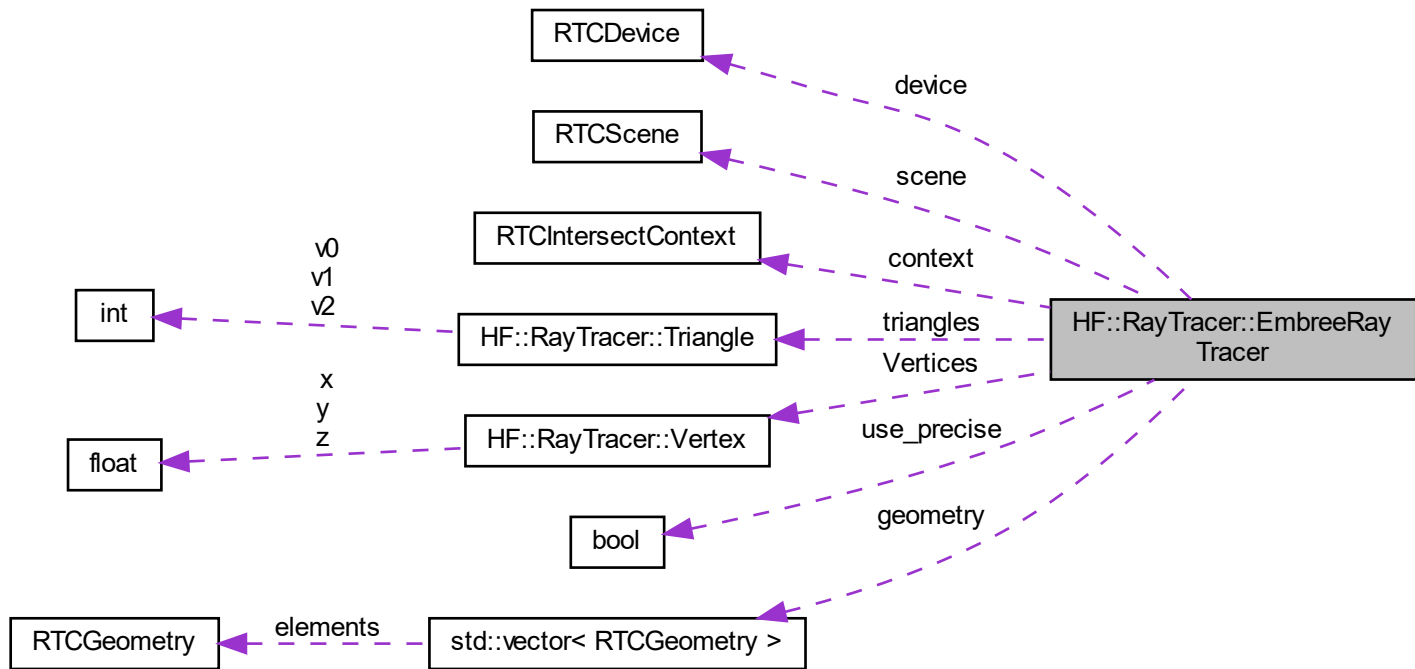 RTCDevice
device
RTCScene
scene
RTCIntersectContext
context
v0
v1
v2
int
HF::RayTracer::Triangle
triangles
HF::RayTracer::EmbreeRay
Tracer
Vertices
x
y
z
float
HF::RayTracer::Vertex
use_precise
bool
geometry
RTCGeometry
elements
std::vector< RTCGeometry >